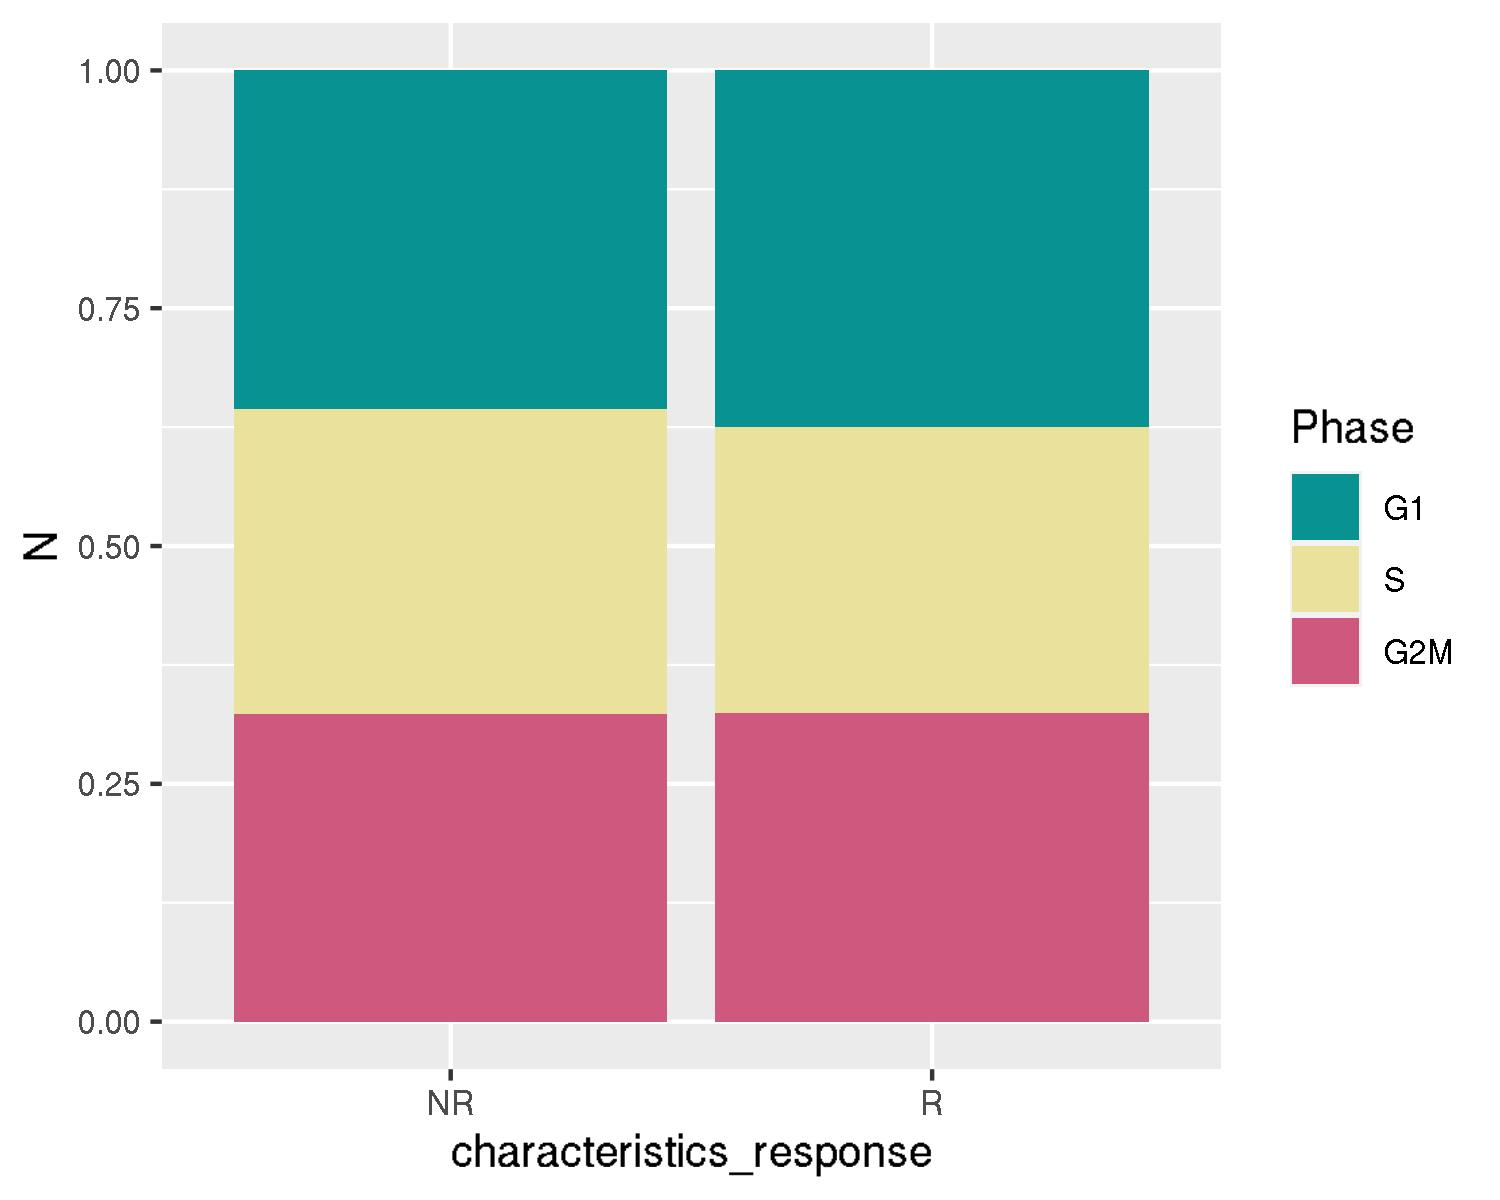 1.00
0.75
0.50
0.25
0.00
N
NR
R
characteristics_response
Phase
G1
S
G2M